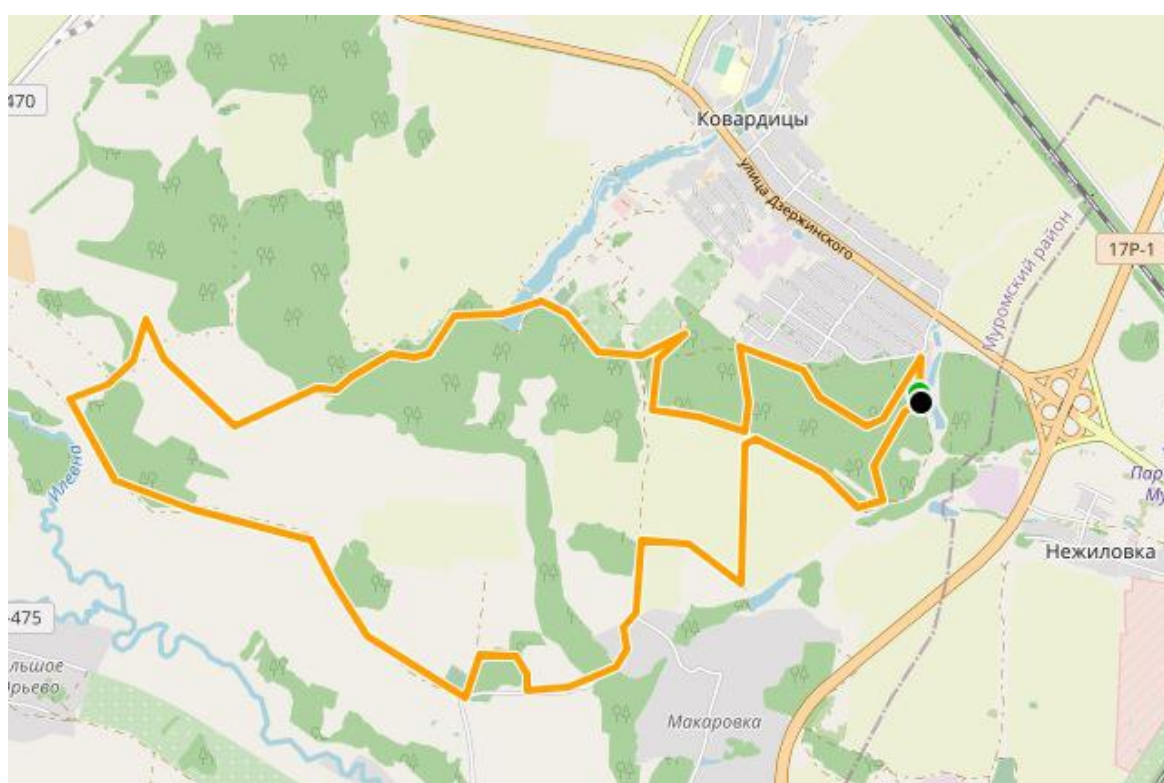 470
Ковардицы
улица Дзержинского
Муромский район
17Р-1
Илевна
Пар
Му
Нежиловка
-475
льшое
рьево
Макаровка